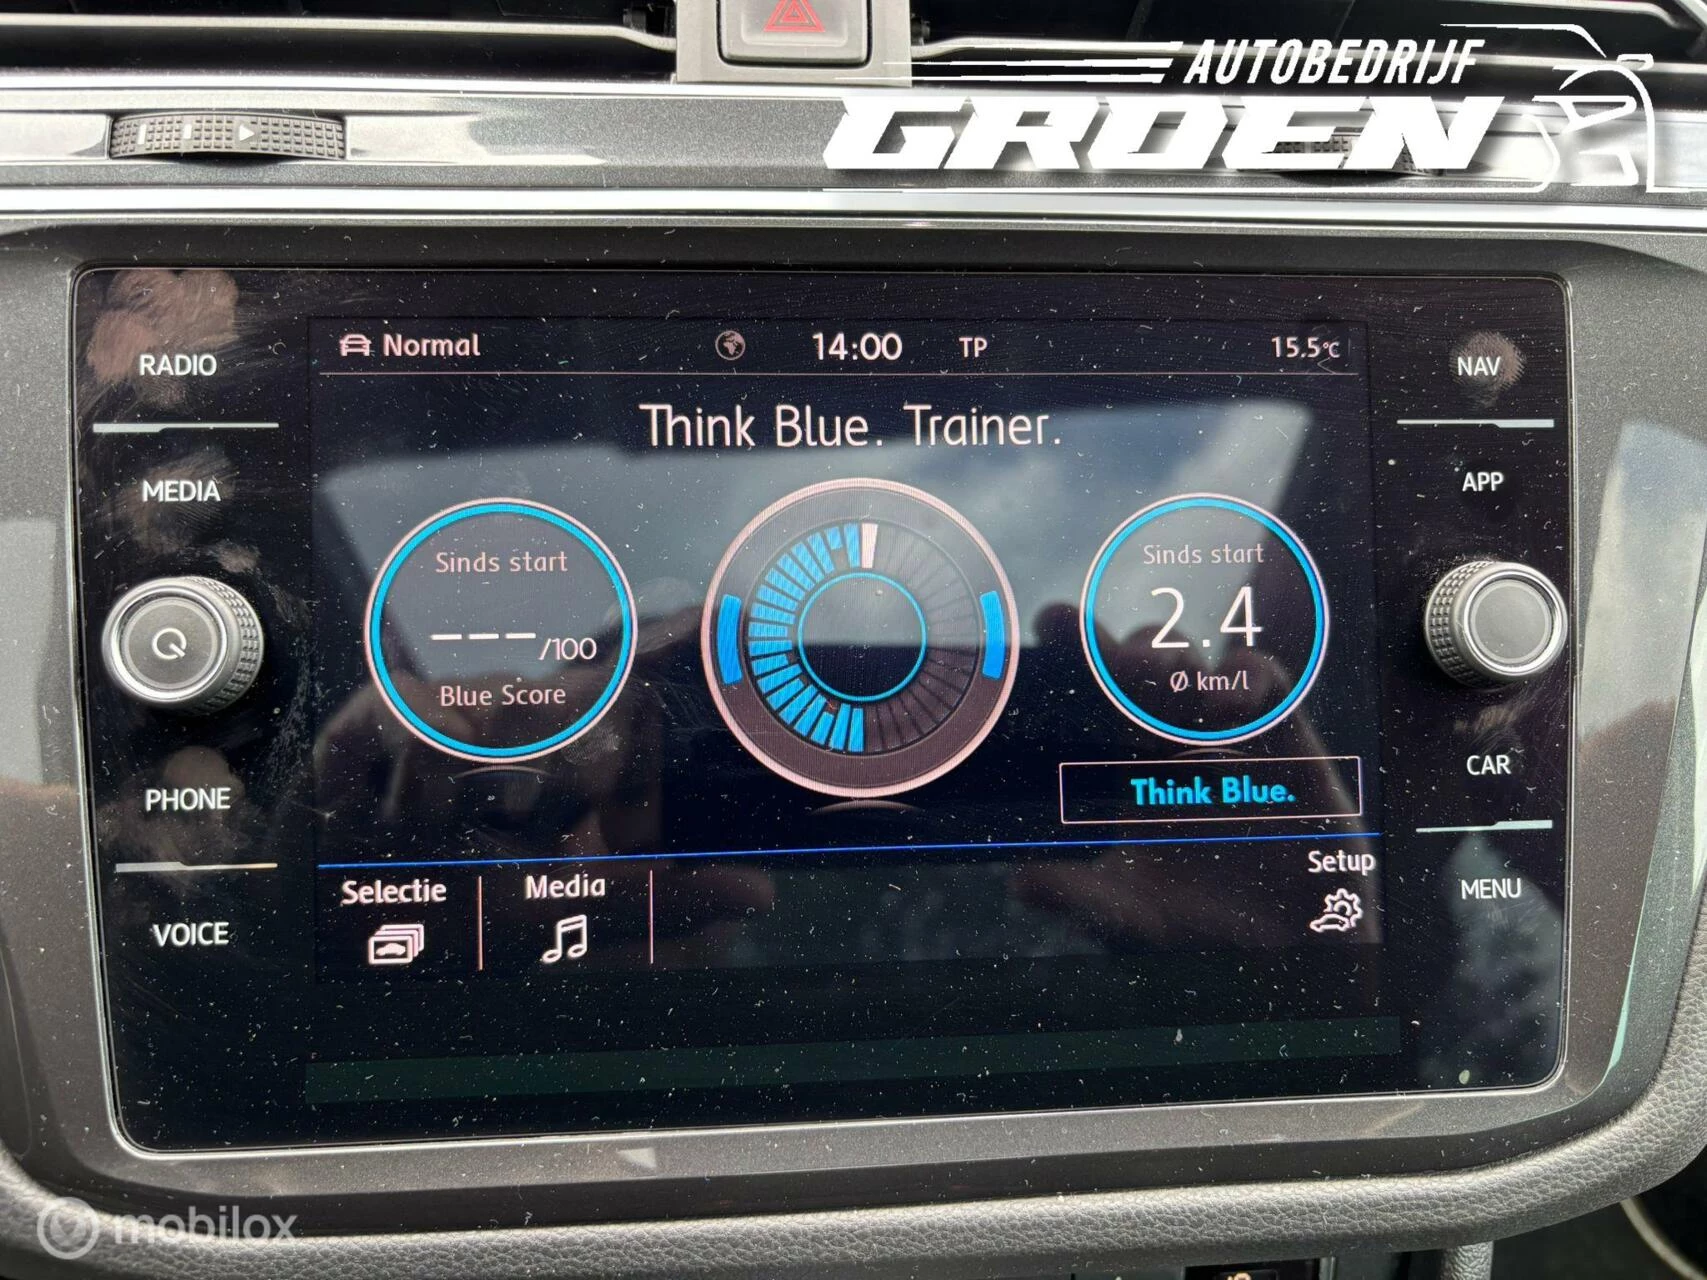 AUTOBEDRIJF
GROEN
RADIO
MEDIA
PHONE
VOICE
Normal
14:00
TP
15.5°C
Think Blue. Trainer.
Sinds start
---/100
Blue Score
Sinds start
2.4
Ø km/l
Think Blue.
Selectie
Media
Setup
NAV
APP
CAR
MENU
mobilox